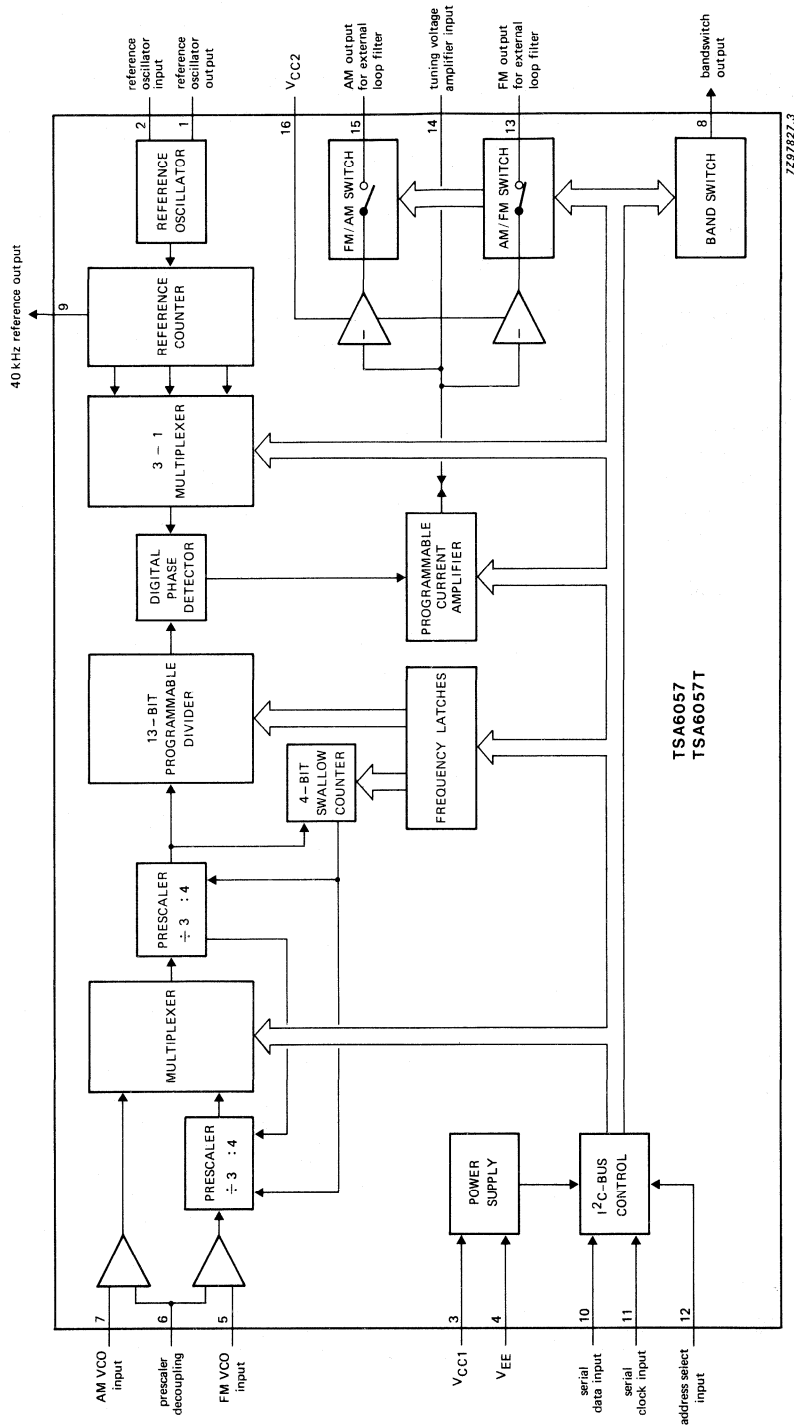 reference
oscillator
input
reference
oscillator
output
VCC2
AM output
for external
loop filter
tuning voltage
amplifier input
FM output
for external
loop filter
bandswitch
output
2
1
16
15
14
13
8
7Z97827.3
40 kHz reference output
9
REFERENCE
OSCILLATOR
REFERENCE
COUNTER
3 – 1
MULTIPLEXER
DIGITAL
PHASE
DETECTOR
13–BIT
PROGRAMMABLE
DIVIDER
4–BIT
SWALLOW
COUNTER
PRESCALER
÷ 3 : 4
MULTIPLEXER
PRESCALER
÷ 3 : 4
FM/AM SWITCH
AM/FM SWITCH
–
–
BAND SWITCH
PROGRAMMABLE
CURRENT
AMPLIFIER
FREQUENCY LATCHES
TSA6057
TSA6057T
POWER
SUPPLY
I²C-BUS
CONTROL
7
6
5
3
4
10
11
12
AM VCO
input
prescaler
decoupling
FM VCO
input
VCC1
VEE
serial
data input
serial
clock input
address select
input